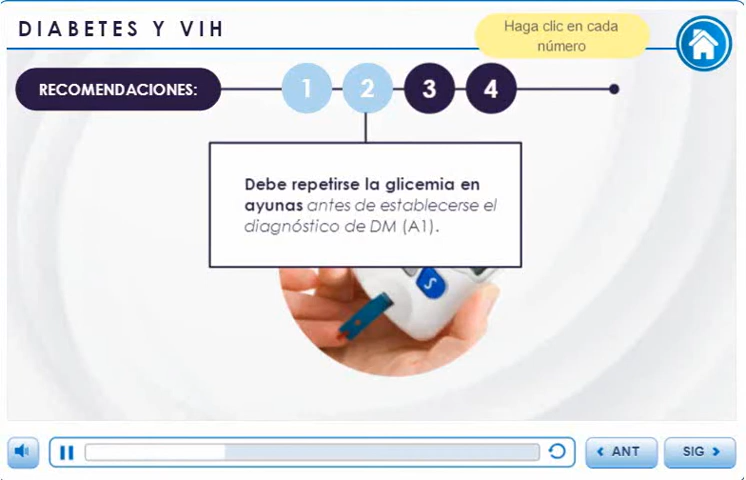 DIABETES Y VIH
Haga clic en cada
número
RECOMENDACIONES:
1
2
3
4
Debe repetirse la glicemia en
ayunas antes de establecerse el
diagnóstico de DM (A1).
ANT
SIG